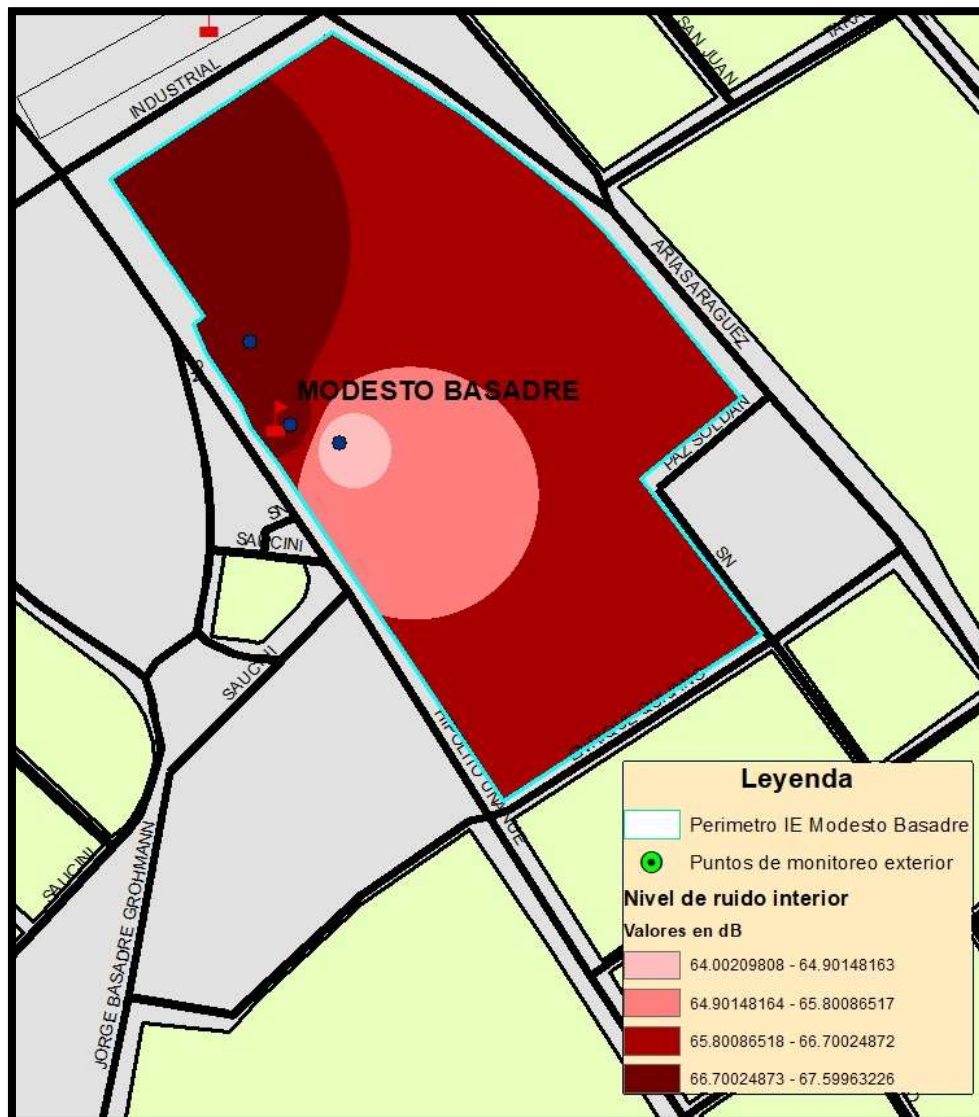 INDUSTRIAL
SAN JUAN
ARIAS ARAGUEZ
MODESTO BASADRE
PAZ SOLDAN
SN
SN
SAUCINI
SAUCINI
SAUCINI
HIPOLITO UNANUE
JORGE BASADRE GROHMANN
Leyenda
Perimetro IE Modesto Basadre
Puntos de monitoreo exterior
Nivel de ruido interior
Valores en dB
64.00209808 - 64.90148163
64.90148164 - 65.80086517
65.80086518 - 66.70024872
66.70024873 - 67.59963226